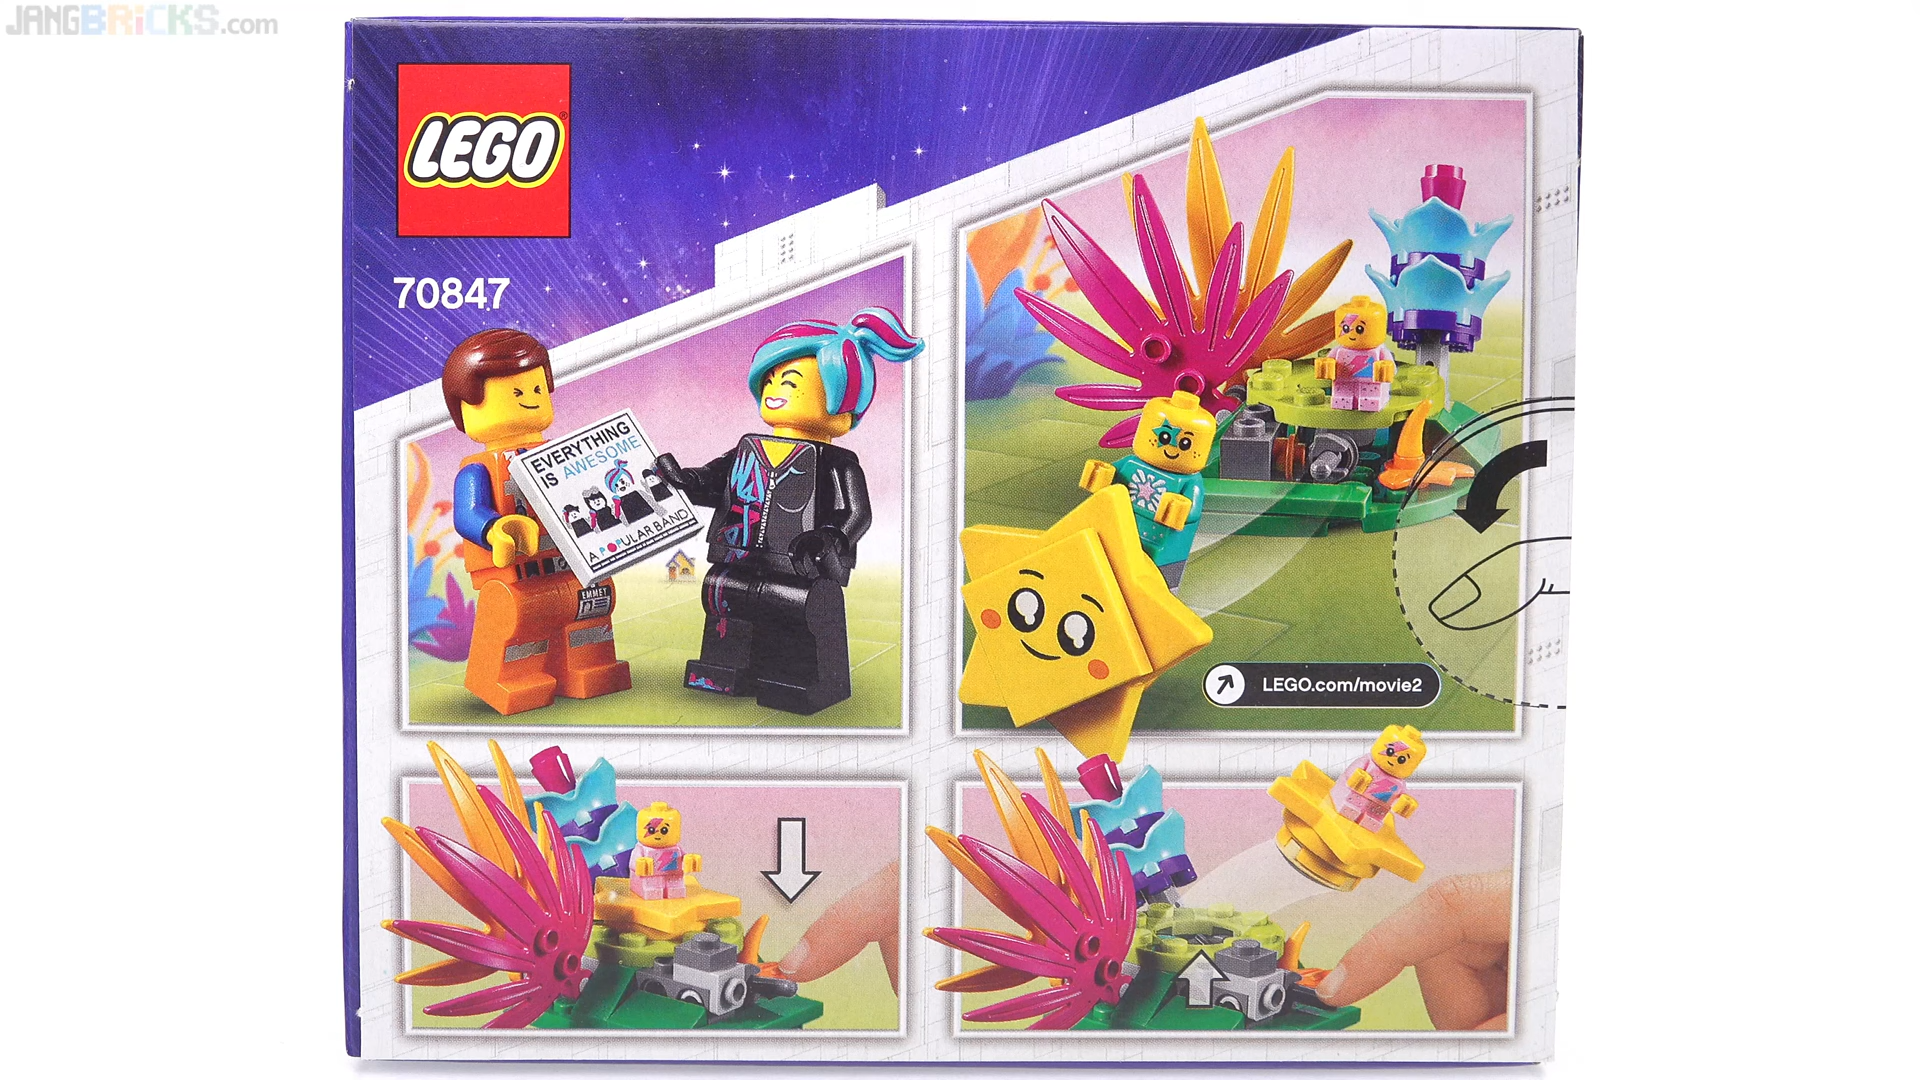 JANGBRiCKS.com
LEGO®
70847
EVERYTHING
IS AWESOME
A POPULAR BAND
EMMET
LEGO.com/movie2